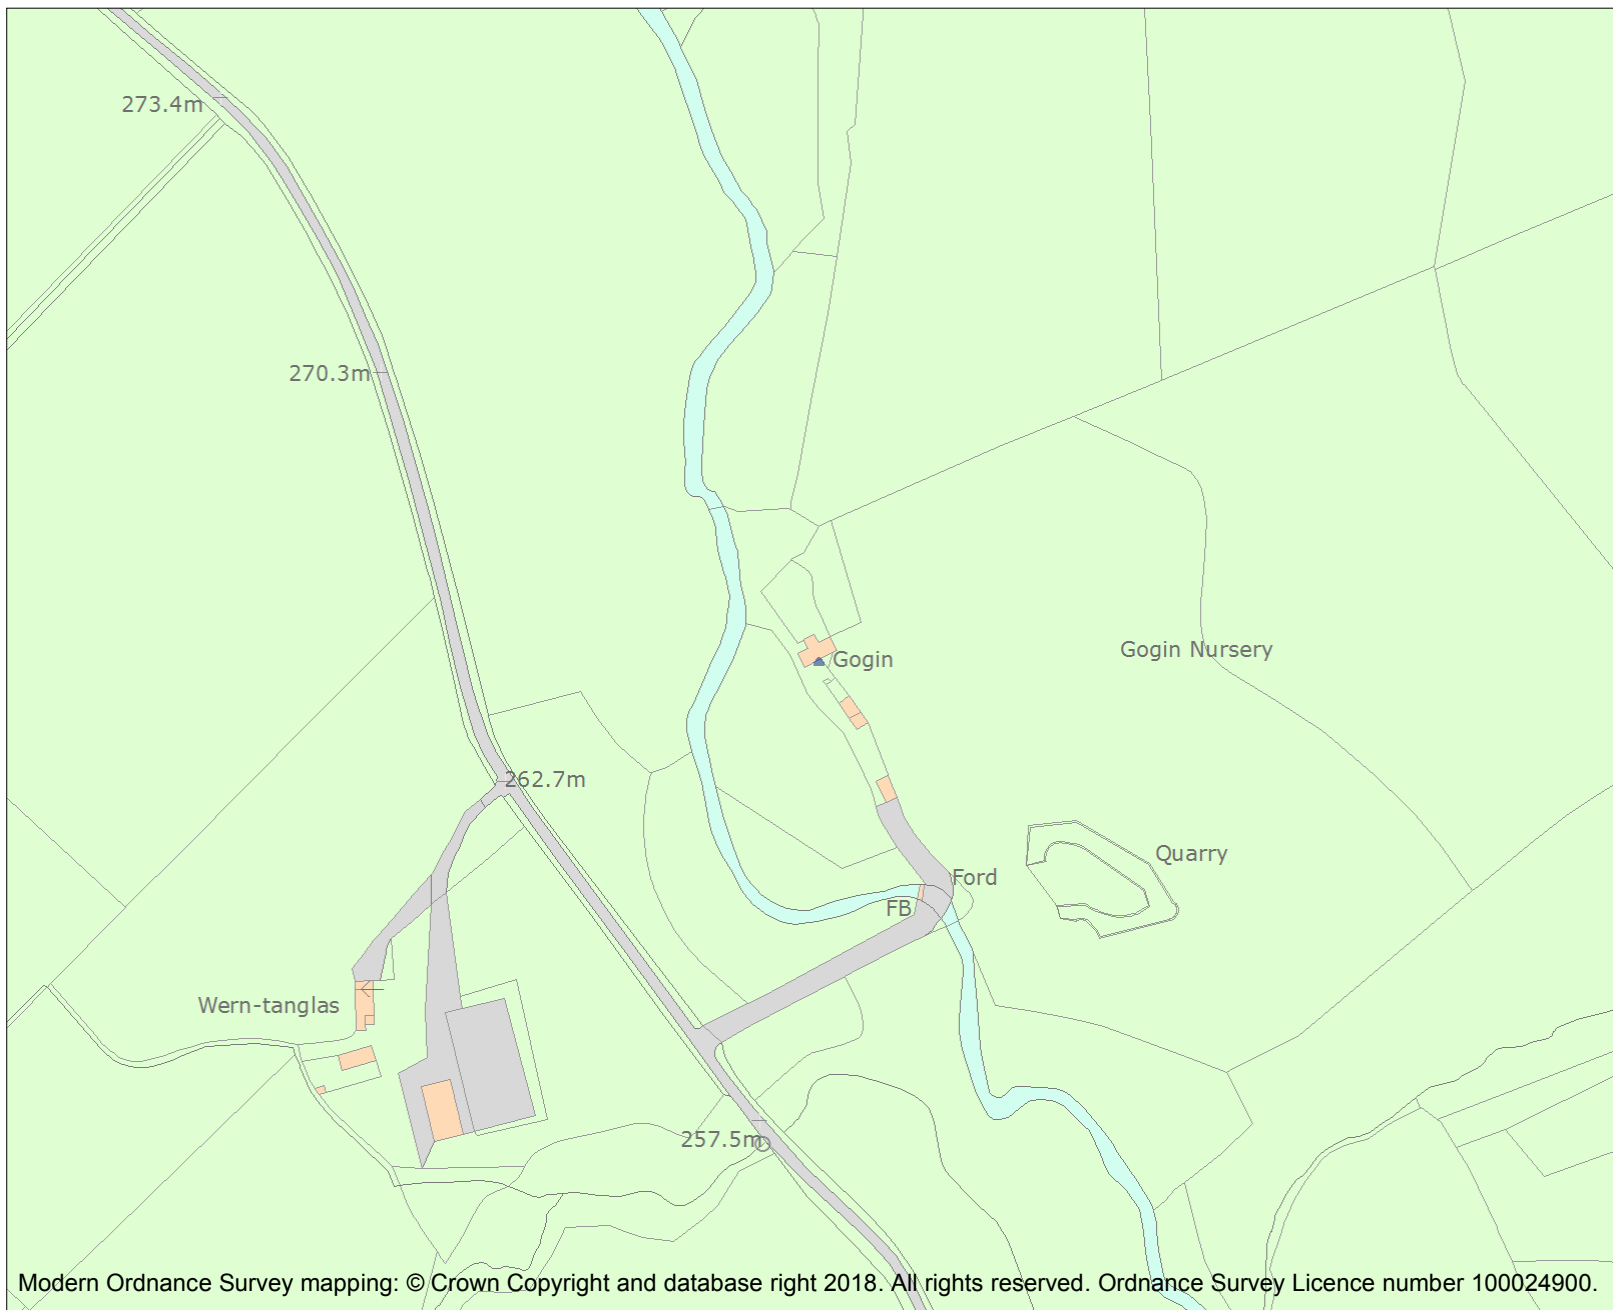 273.4m
270.3m
Gogin Nursery
Gogin
262.7m
Quarry
Ford
FB
Wern-tanglas
257.5m
Modern Ordnance Survey mapping: © Crown Copyright and database right 2018. All rights reserved. Ordnance Survey Licence number 100024900.